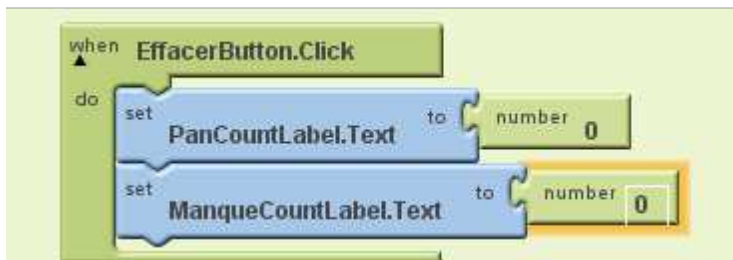 when EffacerButton.Click
do
set PanCountLabel.Text to number 0
set ManqueCountLabel.Text to number 0